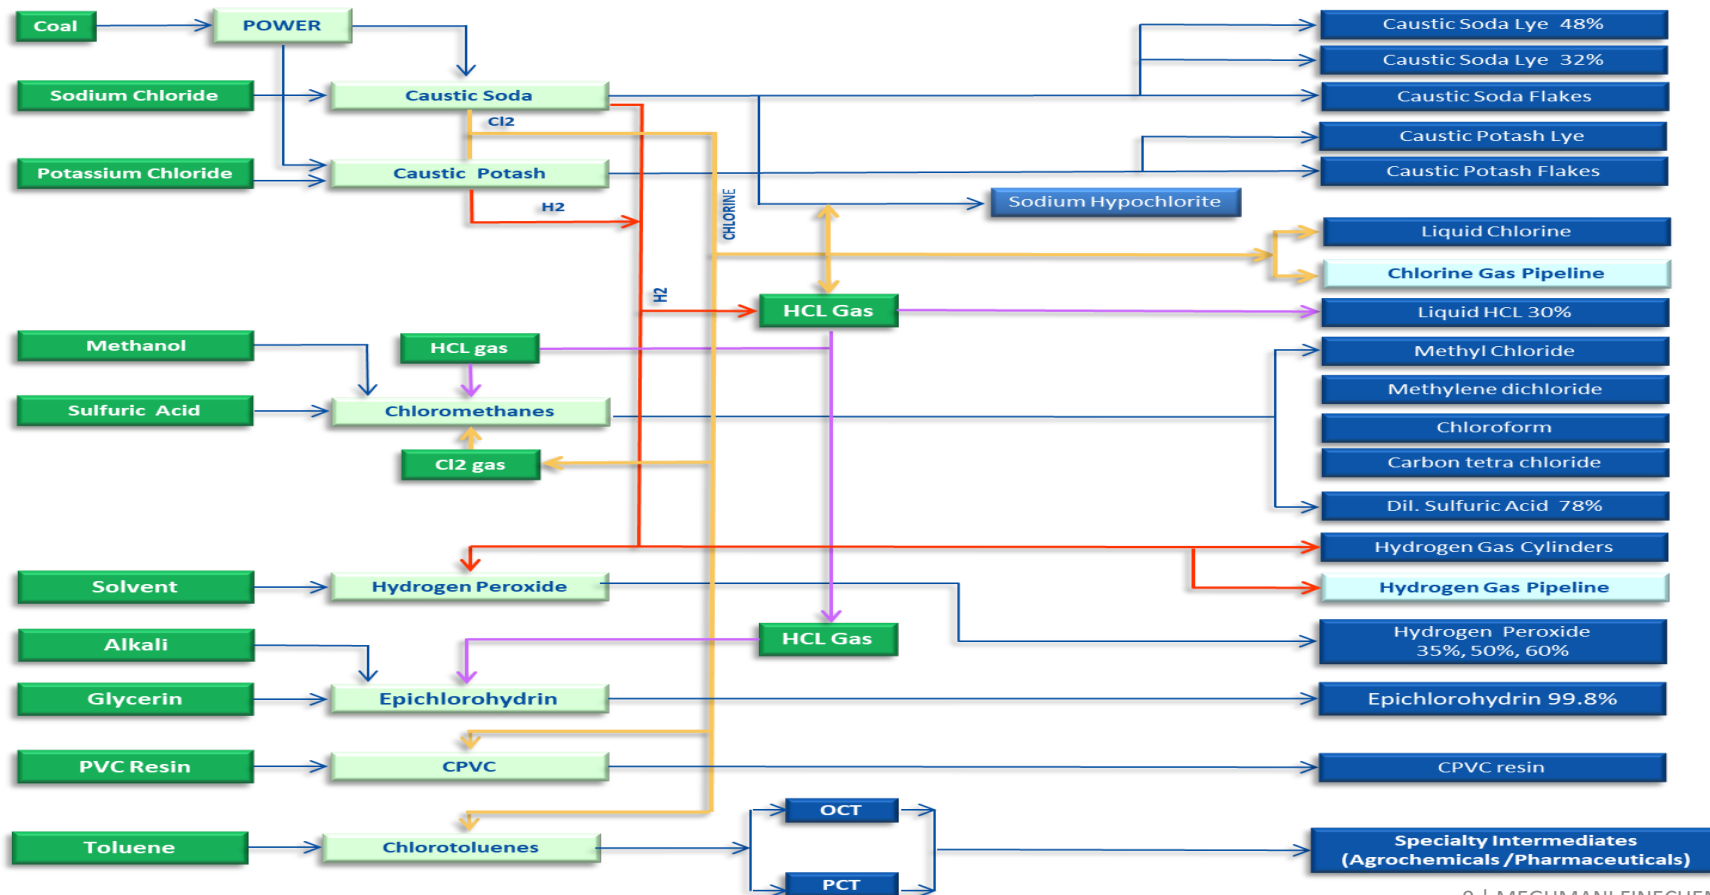 Coal
POWER
Caustic Soda Lye 48%
Caustic Soda Lye 32%
Sodium Chloride
Caustic Soda
Caustic Soda Flakes
Cl2
Caustic Potash Lye
Potassium Chloride
Caustic Potash
Caustic Potash Flakes
H2
CHLORINE
Sodium Hypochlorite
Liquid Chlorine
Chlorine Gas Pipeline
H2
HCL Gas
Liquid HCL 30%
Methanol
HCL gas
Methyl Chloride
Methylene dichloride
Sulfuric Acid
Chloromethanes
Chloroform
Cl2 gas
Carbon tetra chloride
Dil. Sulfuric Acid 78%
Hydrogen Gas Cylinders
Solvent
Hydrogen Peroxide
Hydrogen Gas Pipeline
Alkali
HCL Gas
Hydrogen Peroxide
35%, 50%, 60%
Glycerin
Epichlorohydrin
Epichlorohydrin 99.8%
PVC Resin
CPVC
CPVC resin
OCT
Toluene
Chlorotoluenes
Specialty Intermediates
(Agrochemicals /Pharmaceuticals)
PCT